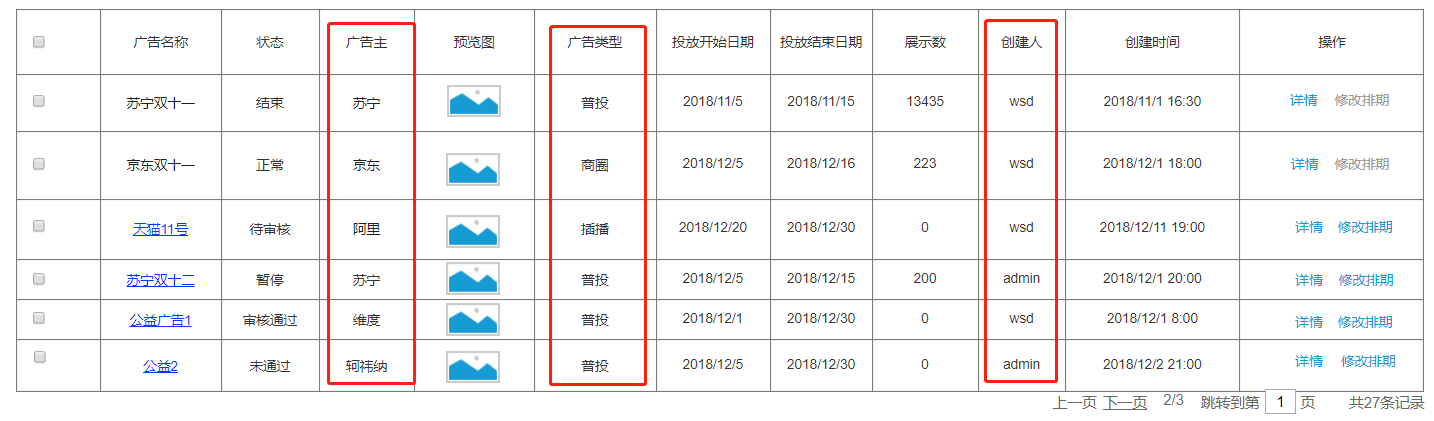 广告名称 状态 广告主 预览图 广告类型 投放开始日期 投放结束日期 展示数 创建人 创建时间 操作
苏宁双十一 结束 苏宁 普投 2018/11/5 2018/11/15 13435 wsd 2018/11/1 16:30 详情 修改排期
京东双十一 正常 京东 商圈 2018/12/5 2018/12/16 223 wsd 2018/12/1 18:00 详情 修改排期
天猫11号 待审核 阿里 插播 2018/12/20 2018/12/30 0 wsd 2018/12/11 19:00 详情 修改排期
苏宁双十二 暂停 苏宁 普投 2018/12/5 2018/12/15 200 admin 2018/12/1 20:00 详情 修改排期
公益广告1 审核通过 维度 普投 2018/12/1 2018/12/30 0 wsd 2018/12/1 8:00 详情 修改排期
公益2 未通过 轲祎纳 普投 2018/12/5 2018/12/30 0 admin 2018/12/2 21:00 详情 修改排期
上一页 下一页 2/3 跳转到第 1 页 共27条记录